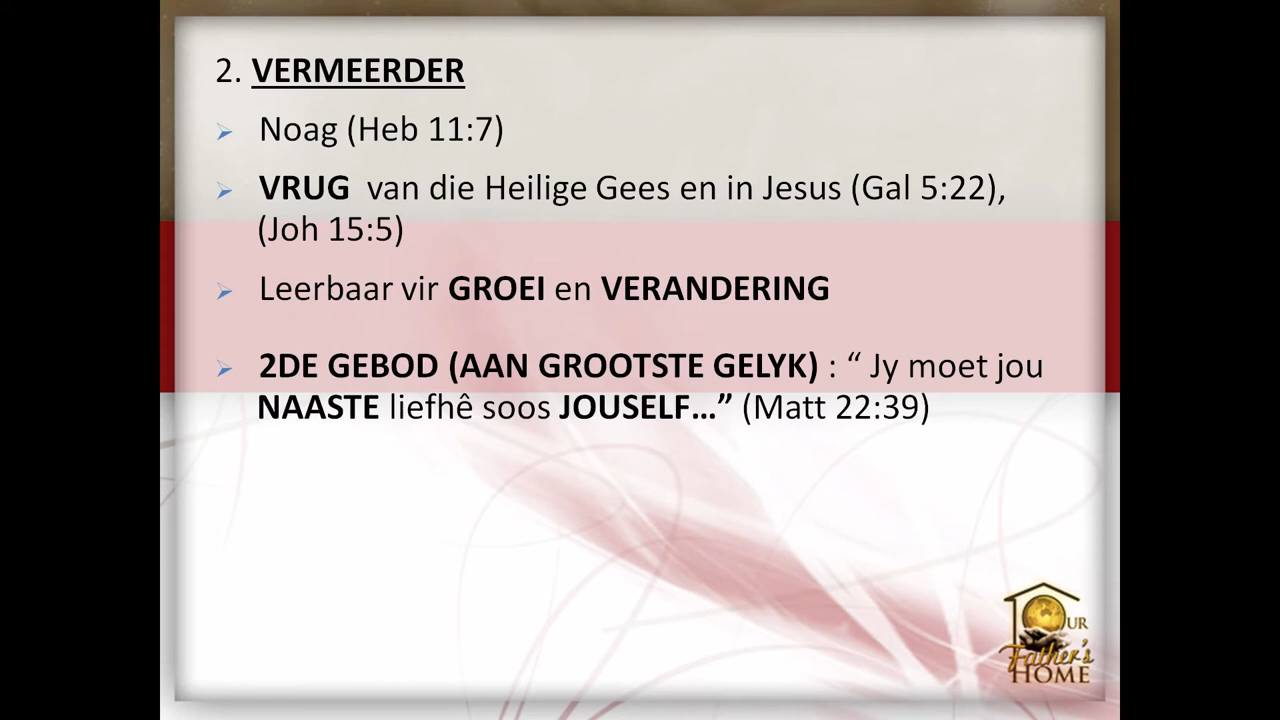 2. VERMEERDER
➢ Noag (Heb 11:7)
➢ VRUG van die Heilige Gees en in Jesus (Gal 5:22),
(Joh 15:5)
➢ Leerbaar vir GROEI en VERANDERING
➢ 2DE GEBOD (AAN GROOTSTE GELYK) : “ Jy moet jou
NAASTE liefhê soos JOUSELF…” (Matt 22:39)
OUR
Father's
HOME